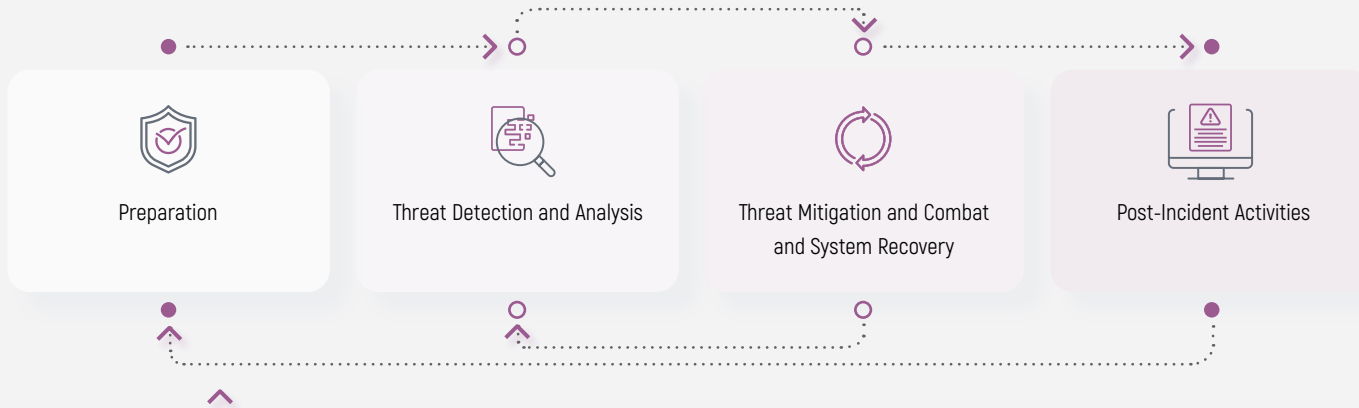 Preparation
Threat Detection and Analysis
Threat Mitigation and Combat
and System Recovery
Post-Incident Activities